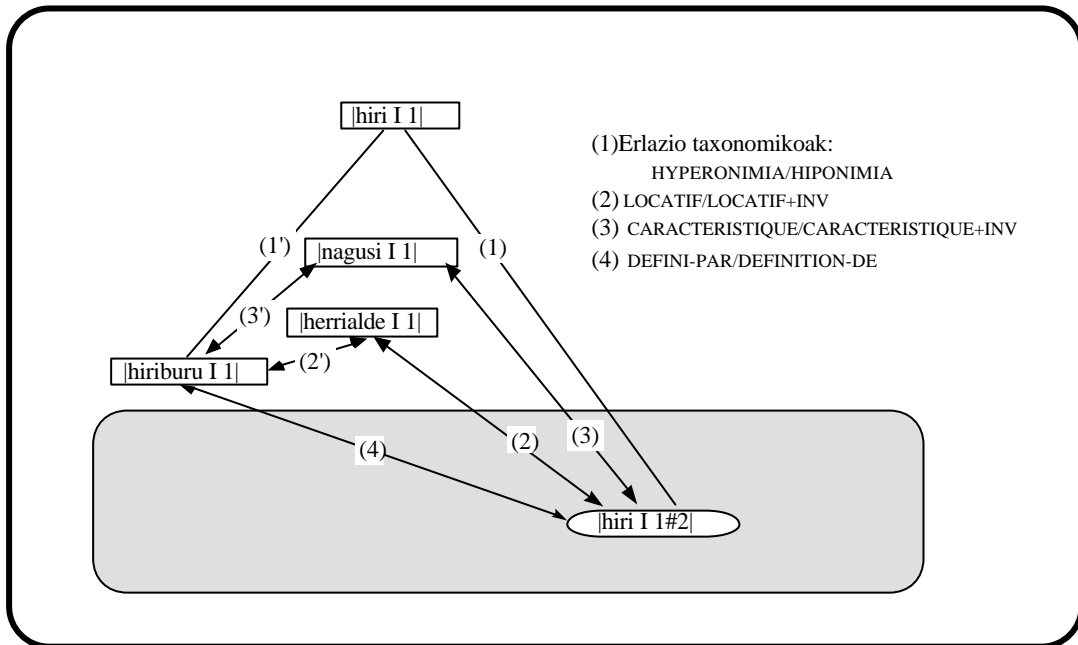 |hiri I 1|
(1)Erlazio taxonomikoak:
HYPERONIMIA/HIPONIMIA
(2) LOCATIF/LOCATIF+INV
(3) CARACTERISTIQUE/CARACTERISTIQUE+INV
(4) DEFINI-PAR/DEFINITION-DE
(1') |nagusi I 1| (1)
(3') |herrialde I 1|
|hiriburu I 1| (2')
(4) (2) (3)
|hiri I 1#2|